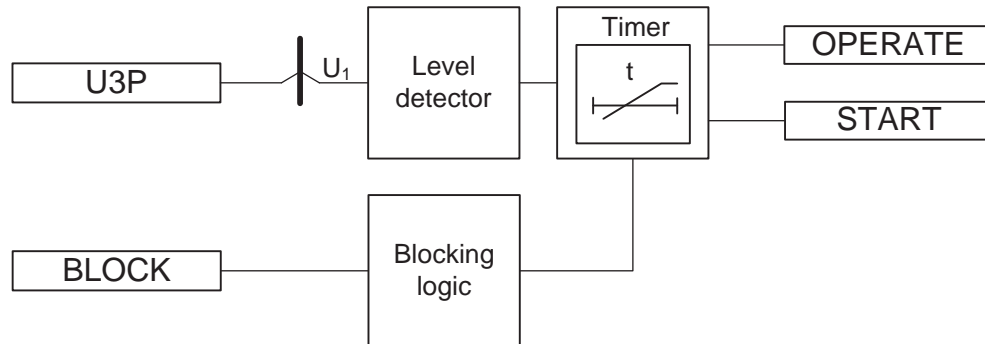 U3P
U₁
Level
detector
Timer
t
OPERATE
START
BLOCK
Blocking
logic